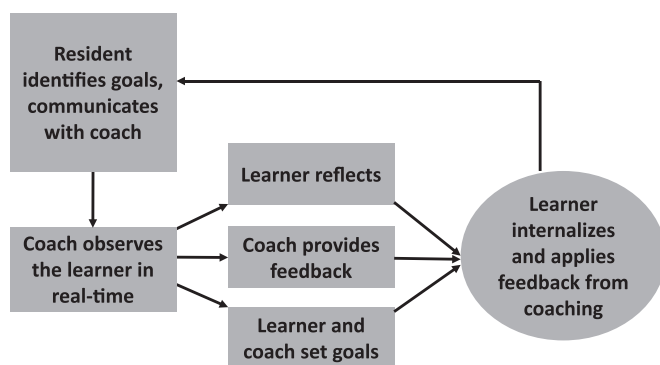 Resident
identifies goals,
communicates
with coach
Coach observes
the learner in
real-time
Learner reflects
Coach provides
feedback
Learner and
coach set goals
Learner
internalizes
and applies
feedback from
coaching